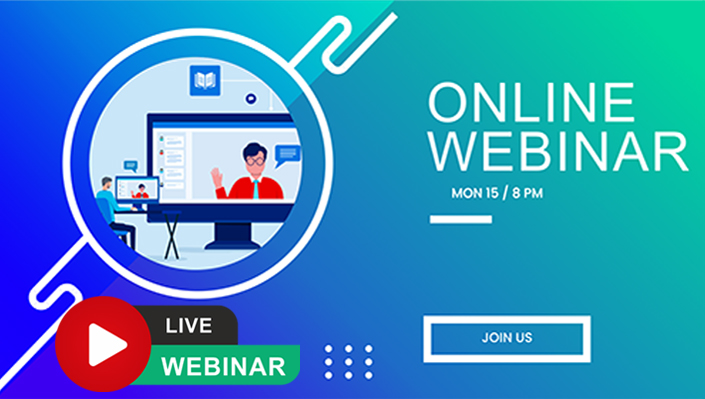 ONLINE
WEBINAR
MON 15 / 8 PM
JOIN US
LIVE
WEBINAR